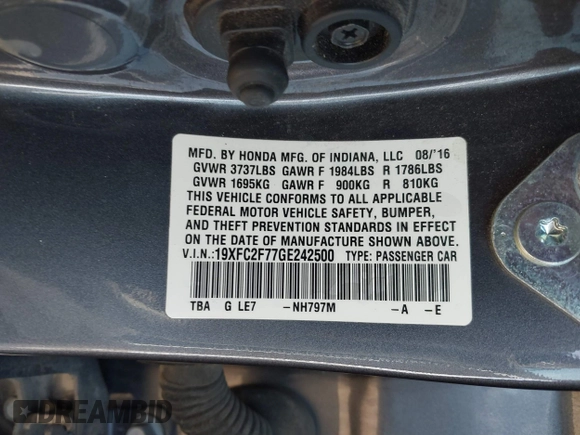 MFD. BY HONDA MFG. OF INDIANA, LLC 08/'16
GVWR 3737LBS GAWR F 1984LBS R 1786LBS
GVWR 1695KG GAWR F 900KG R 810KG
THIS VEHICLE CONFORMS TO ALL APPLICABLE
FEDERAL MOTOR VEHICLE SAFETY, BUMPER,
AND THEFT PREVENTION STANDARDS IN EFFECT
ON THE DATE OF MANUFACTURE SHOWN ABOVE.
V.I.N.:19XFC2F77GE242500 TYPE: PASSENGER CAR
TBA G LE7 -NH797M -A -E
DREAMBID